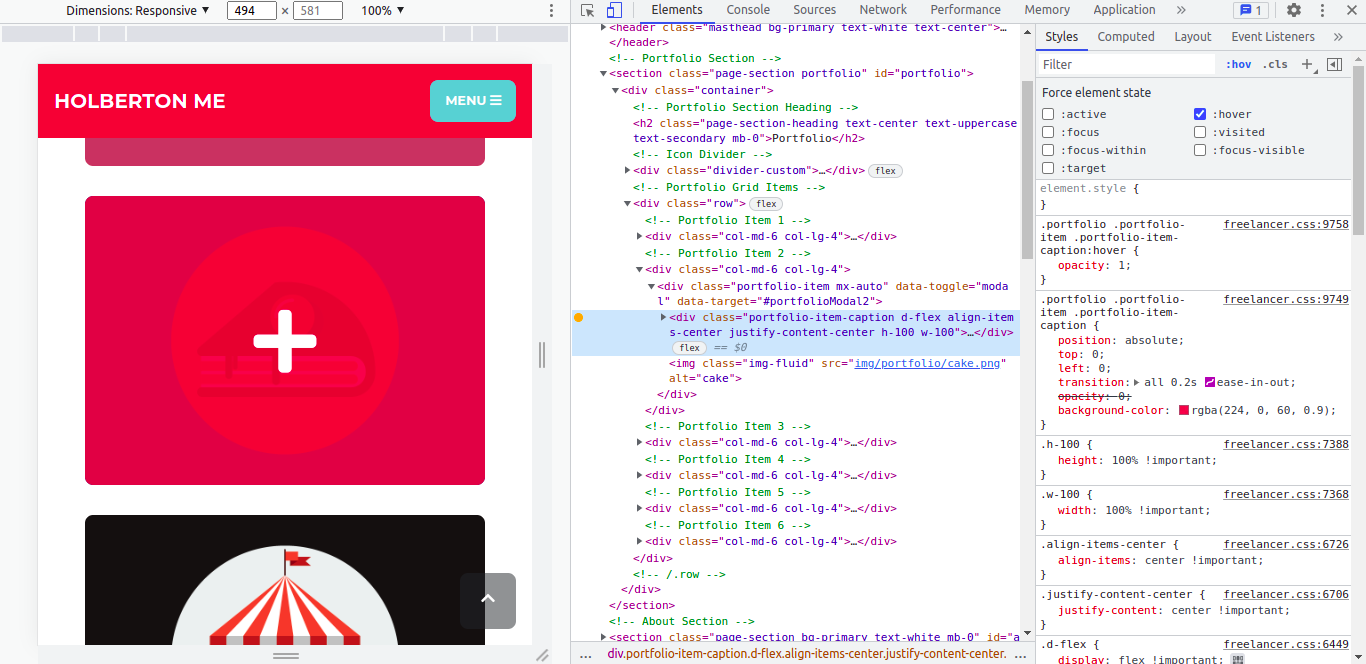 Dimensions: Responsive ▼ 494 × 581 100% ▼
Elements Console Sources Network Performance Memory Application » 1
HOLBERTON ME
MENU
<header class="masthead bg-primary text-white text-center">…
</header>
<!-- Portfolio Section -->
<section class="page-section portfolio" id="portfolio">
<div class="container">
<!-- Portfolio Section Heading -->
<h2 class="page-section-heading text-center text-uppercase
text-secondary mb-0">Portfolio</h2>
<!-- Icon Divider -->
<div class="divider-custom">…</div> flex
<!-- Portfolio Grid Items -->
<div class="row"> flex
<!-- Portfolio Item 1 -->
<div class="col-md-6 col-lg-4">…</div>
<!-- Portfolio Item 2 -->
<div class="col-md-6 col-lg-4">
<div class="portfolio-item mx-auto" data-toggle="moda
l" data-target="#portfolioModal2">
<div class="portfolio-item-caption d-flex align-item
s-center justify-content-center h-100 w-100">…</div>
flex == $0
<img class="img-fluid" src="img/portfolio/cake.png"
alt="cake">
</div>
</div>
<!-- Portfolio Item 3 -->
<div class="col-md-6 col-lg-4">…</div>
<!-- Portfolio Item 4 -->
<div class="col-md-6 col-lg-4">…</div>
<!-- Portfolio Item 5 -->
<div class="col-md-6 col-lg-4">…</div>
<!-- Portfolio Item 6 -->
<div class="col-md-6 col-lg-4">…</div>
</div>
<!-- /.row -->
</div>
</section>
<!-- About Section -->
<section class="page-section bg-primary text-white mb-0" id="a
… div.portfolio-item-caption.d-flex.align-items-center.justify-content-center. …
Styles Computed Layout Event Listeners »
Filter :hov .cls +
Force element state
:active :hover
:focus :visited
:focus-within :focus-visible
:target
element.style {
}
.portfolio .portfolio- freelancer.css:9758
item .portfolio-item-
caption:hover {
opacity: 1;
}
.portfolio .portfolio- freelancer.css:9749
item .portfolio-item-
caption {
position: absolute;
top: 0;
left: 0;
transition: all 0.2s ease-in-out;
opacity: 0;
background-color: rgba(224, 0, 60, 0.9);
}
.h-100 { freelancer.css:7388
height: 100% !important;
}
.w-100 { freelancer.css:7368
width: 100% !important;
}
.align-items-center { freelancer.css:6726
align-items: center !important;
}
.justify-content-center { freelancer.css:6706
justify-content: center !important;
}
.d-flex { freelancer.css:6449
display: flex !important;